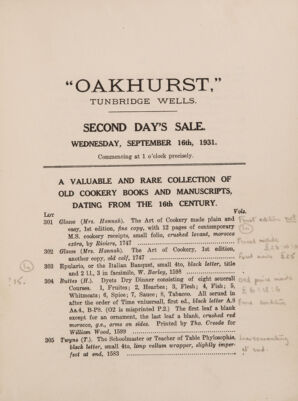 "OAKHURST,"
TUNBRIDGE WELLS.
SECOND DAY'S SALE.
WEDNESDAY, SEPTEMBER 16th, 1931.
Commencing at 1 o'clock precisely.
A VALUABLE AND RARE COLLECTION OF
OLD COOKERY BOOKS AND MANUSCRIPTS,
DATING FROM THE 16th CENTURY.
LOT Vols.
301 Glasse (Mrs. Hannah). The Art of Cookery made plain and
easy, 1st edition, fine copy, with 12 pages of contemporary
M.S. cookery receipts, small folio, crushed levant, morocco
extra, by Riviere, 1747
302 Glasse (Mrs. Hannah). The Art of Cookery, 1st edition,
another copy, old calf, 1747
303 Epulario, or the Italian Banquet, small 4to, black letter, title
and 2 ll., 3 in facsimile, W. Barley, 1598
304 Buttes (H.). Dyets Dry Dinner consisting of eight severall
Courses. 1, Fruites; 2, Hearbes; 3, Flesh; 4, Fish; 5,
Whitmeats; 6, Spice; 7, Sauce; 8, Tabacco. All serued in
after the order of Time vniuersall, first ed., black letter A.8
Aa.4, B-P8. (O2 is misprinted P.2.) The first leaf a blank
except for an ornament, the last leaf a blank, crushed red
morocco, g.e., arms on sides. Printed by Tho. Creede for
William Wood, 1599
305 Twyne (T.). The Schoolmaster or Teacher of Table Phylosophie,
black letter, small 4to, limp vellum wrapper, slightly imper-
fect at end, 1583